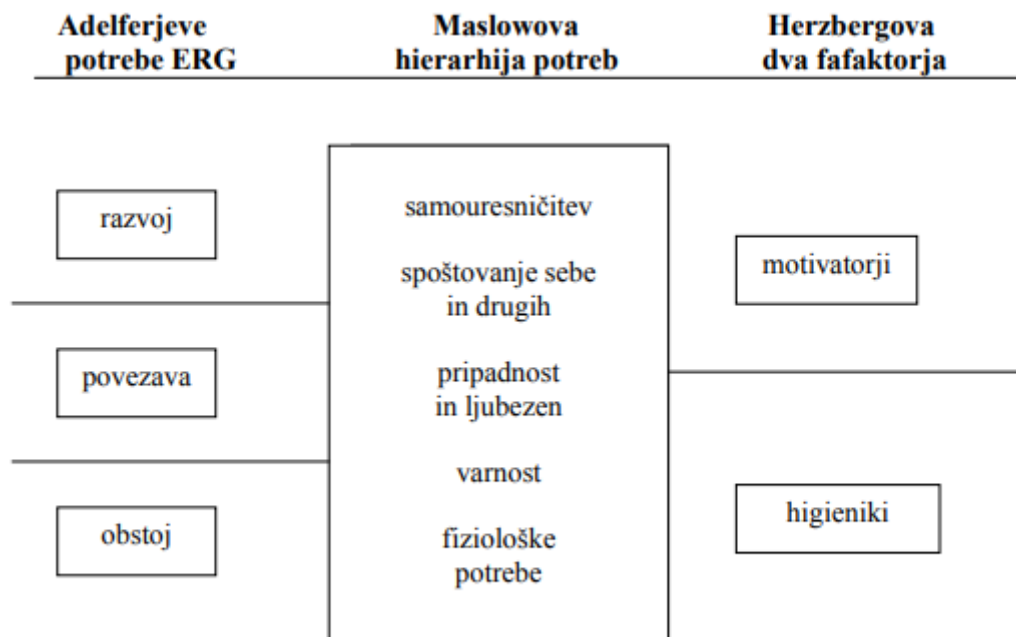 Adelferjeve
potrebe ERG
Maslowova
hierarhija potreb
Herzbergova
dva fafaktorja
razvoj
povezava
obstoj
samouresničitev
spoštovanje sebe
in drugih
pripadnost
in ljubezen
varnost
fiziološke
potrebe
motivatorji
higieniki